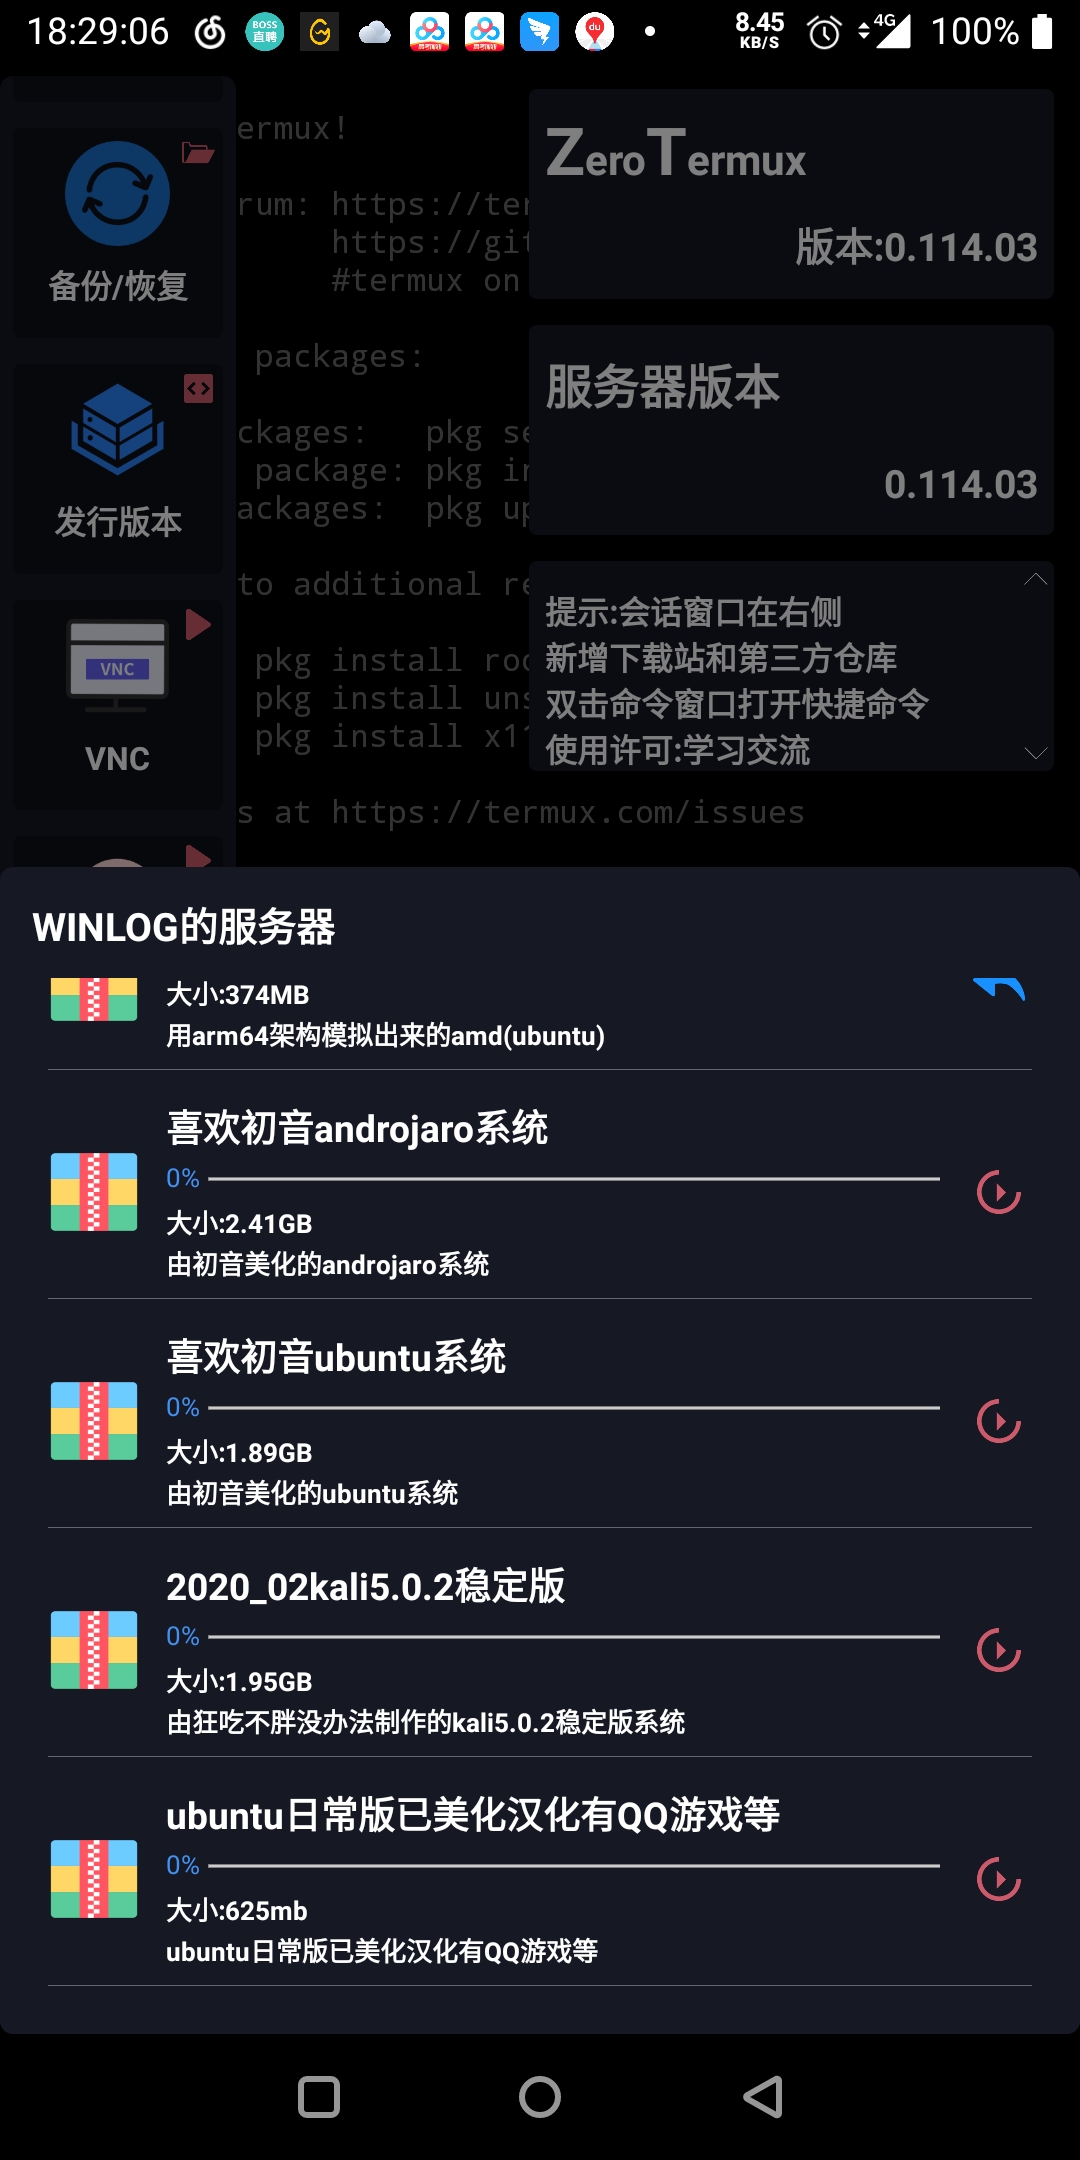 18:29:06
BOSS
直聘
du
8.45
KB/S
4G
100%
ermux!
rum: https://ter
https://git
#termux on
packages:
ckages: pkg se
package: pkg in
ackages: pkg up
to additional re
pkg install roo
pkg install uns
pkg install x11
s at https://termux.com/issues
备份/恢复
发行版本
VNC
VNC
ZeroTermux
版本:0.114.03
服务器版本
0.114.03
提示:会话窗口在右侧
新增下载站和第三方仓库
双击命令窗口打开快捷命令
使用许可:学习交流
WINLOG的服务器
大小:374MB
用arm64架构模拟出来的amd(ubuntu)
喜欢初音androjaro系统
0%
大小:2.41GB
由初音美化的androjaro系统
喜欢初音ubuntu系统
0%
大小:1.89GB
由初音美化的ubuntu系统
2020_02kali5.0.2稳定版
0%
大小:1.95GB
由狂吃不胖没办法制作的kali5.0.2稳定版系统
ubuntu日常版已美化汉化有QQ游戏等
0%
大小:625mb
ubuntu日常版已美化汉化有QQ游戏等